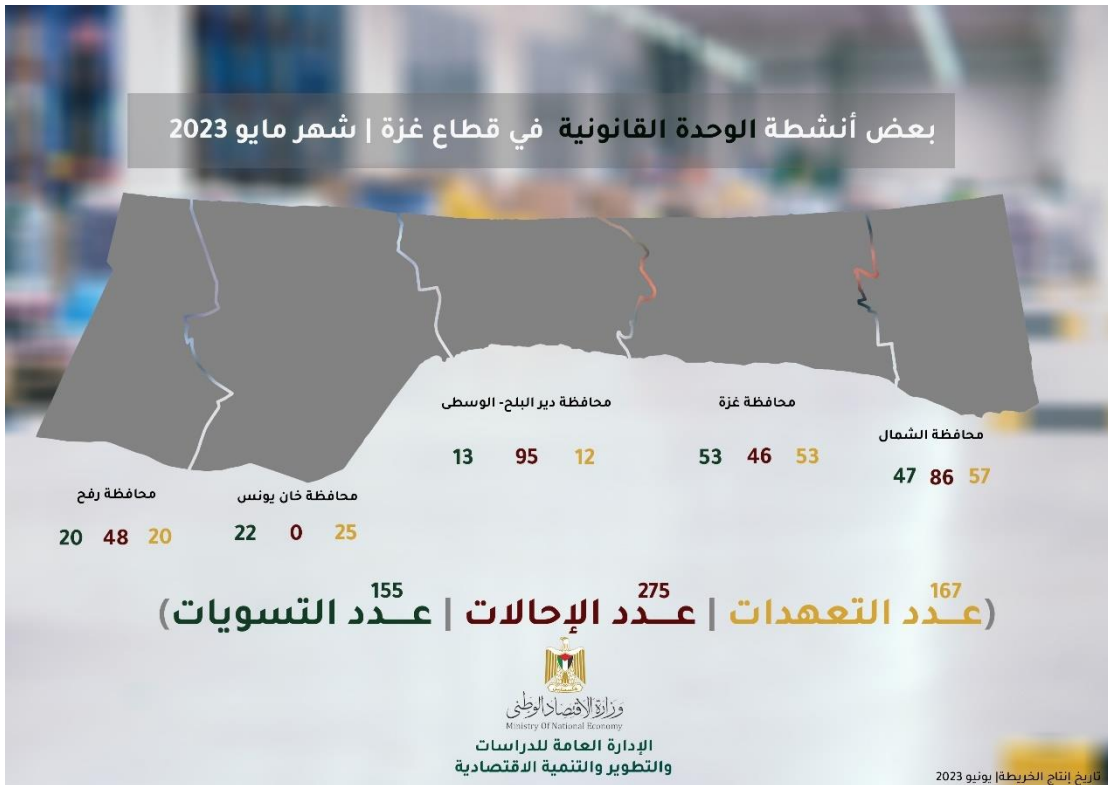 بعض أنشطة الوحدة القانونية في قطاع غزة | شهر مايو 2023
محافظة الشمال
57 86 47
محافظة غزة
53 46 53
محافظة دير البلح- الوسطى
12 95 13
محافظة خان يونس
25 0 22
محافظة رفح
20 48 20
167 275 155
(عـــدد التعهدات | عـــدد الإحالات | عـــدد التسويات)
وزارة الاقتصاد الوطني
Ministry Of National Economy
الإدارة العامة للدراسات
والتطوير والتنمية الاقتصادية
تاريخ إنتاج الخريطة| يونيو 2023